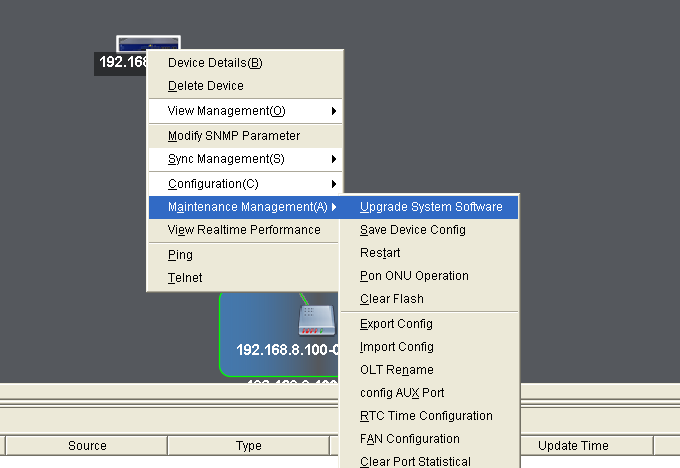 192.168
Device Details(B)
Delete Device
View Management(O)
Modify SNMP Parameter
Sync Management(S)
Configuration(C)
Maintenance Management(A)
View Realtime Performance
Ping
Telnet
Upgrade System Software
Save Device Config
Restart
Pon ONU Operation
Clear Flash
Export Config
Import Config
OLT Rename
config AUX Port
RTC Time Configuration
FAN Configuration
Clear Port Statistical
192.168.8.100-0
Source Type Update Time